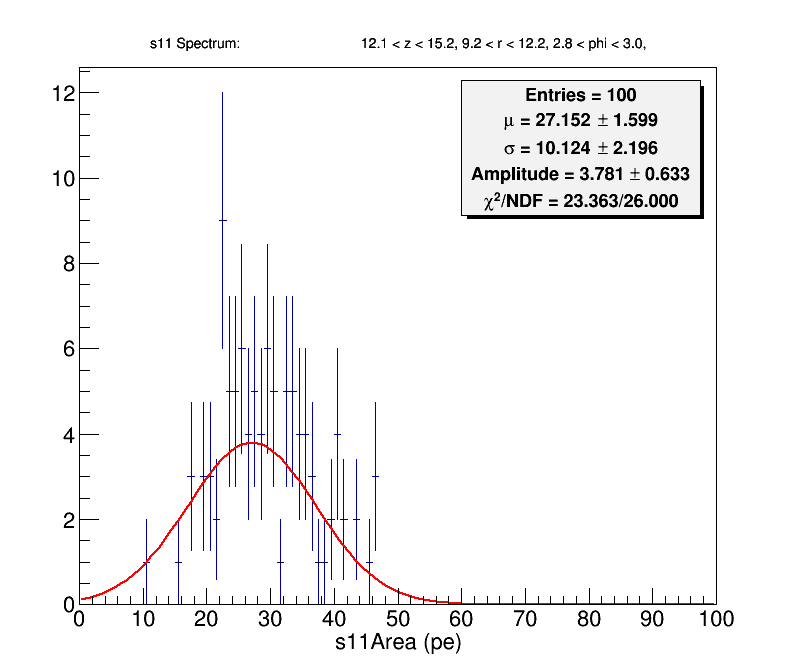 s11 Spectrum: 12.1 < z < 15.2, 9.2 < r < 12.2, 2.8 < phi < 3.0,
Entries = 100
μ = 27.152 ± 1.599
σ = 10.124 ± 2.196
Amplitude = 3.781 ± 0.633
χ²/NDF = 23.363/26.000
12
10
8
6
4
2
0
0 10 20 30 40 50 60 70 80 90 100
s11Area (pe)